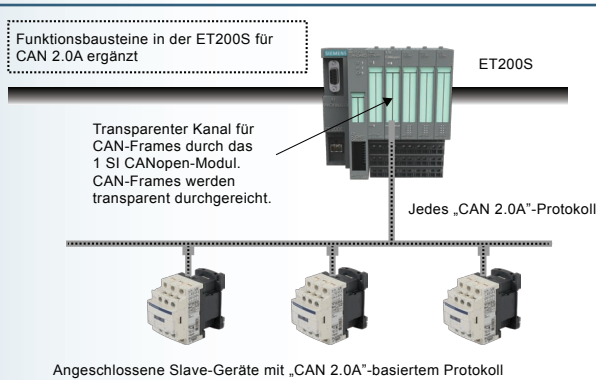 Funktionsbausteine in der ET200S für
CAN 2.0A ergänzt
SIEMENS
ET200S
Transparenter Kanal für
CAN-Frames durch das
1 SI CANopen-Modul.
CAN-Frames werden
transparent durchgereicht.
Jedes „CAN 2.0A"-Protokoll
Angeschlossene Slave-Geräte mit „CAN 2.0A"-basiertem Protokoll